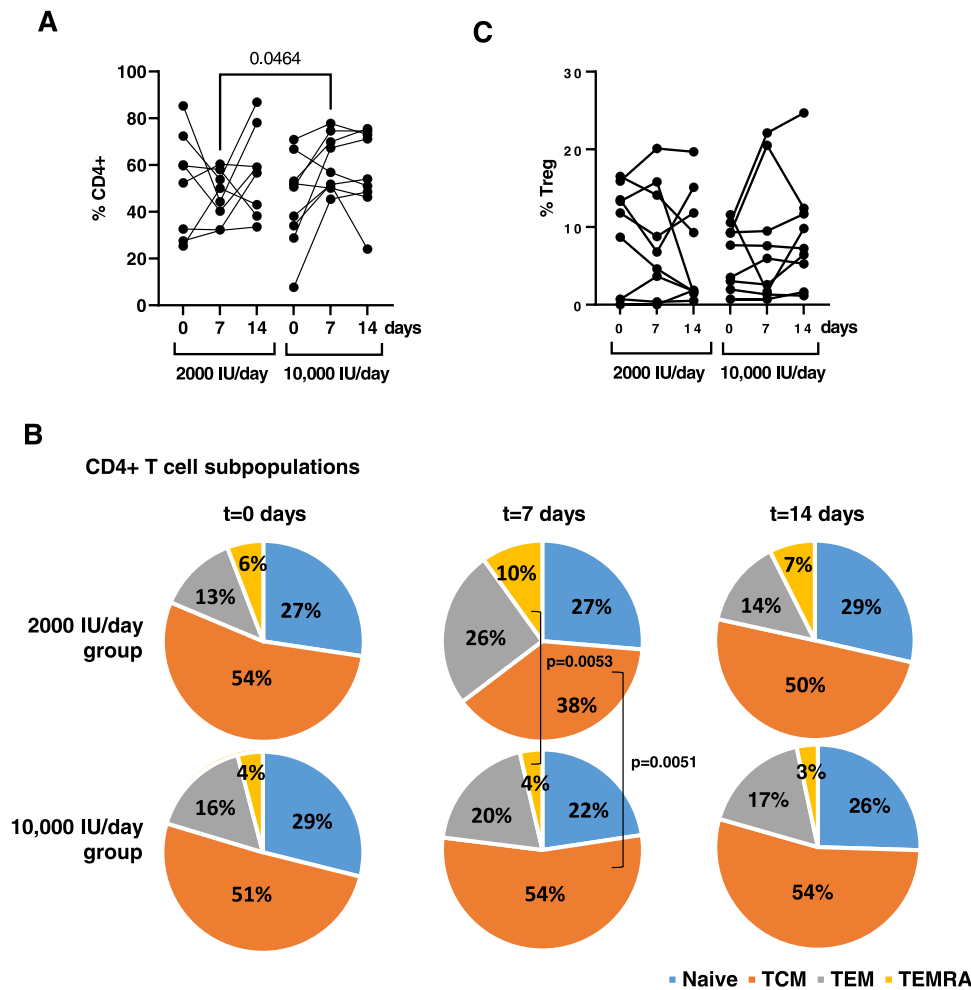 A
0.0464
100
80
60
40
20
0
% CD4+
0 7 14 0 7 14 days
2000 IU/day 10,000 IU/day
C
30
20
10
0
% Treg
0 7 14 0 7 14 days
2000 IU/day 10,000 IU/day
B
CD4+ T cell subpopulations
t=0 days t=7 days t=14 days
2000 IU/day
group
6%
13%
27%
54%
10%
27%
26%
38%
7%
14%
29%
50%
p=0.0053
p=0.0051
10,000 IU/day
group
4%
16%
29%
51%
4%
20%
22%
54%
3%
17%
26%
54%
Naive TCM TEM TEMRA